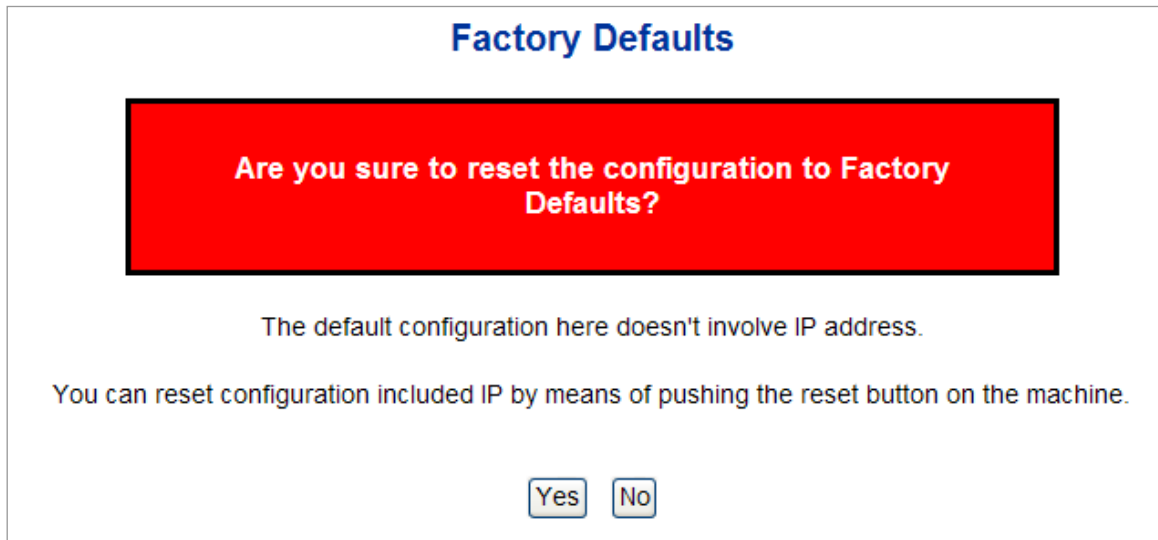 Factory Defaults
Are you sure to reset the configuration to Factory
Defaults?
The default configuration here doesn't involve IP address.
You can reset configuration included IP by means of pushing the reset button on the machine.
Yes No